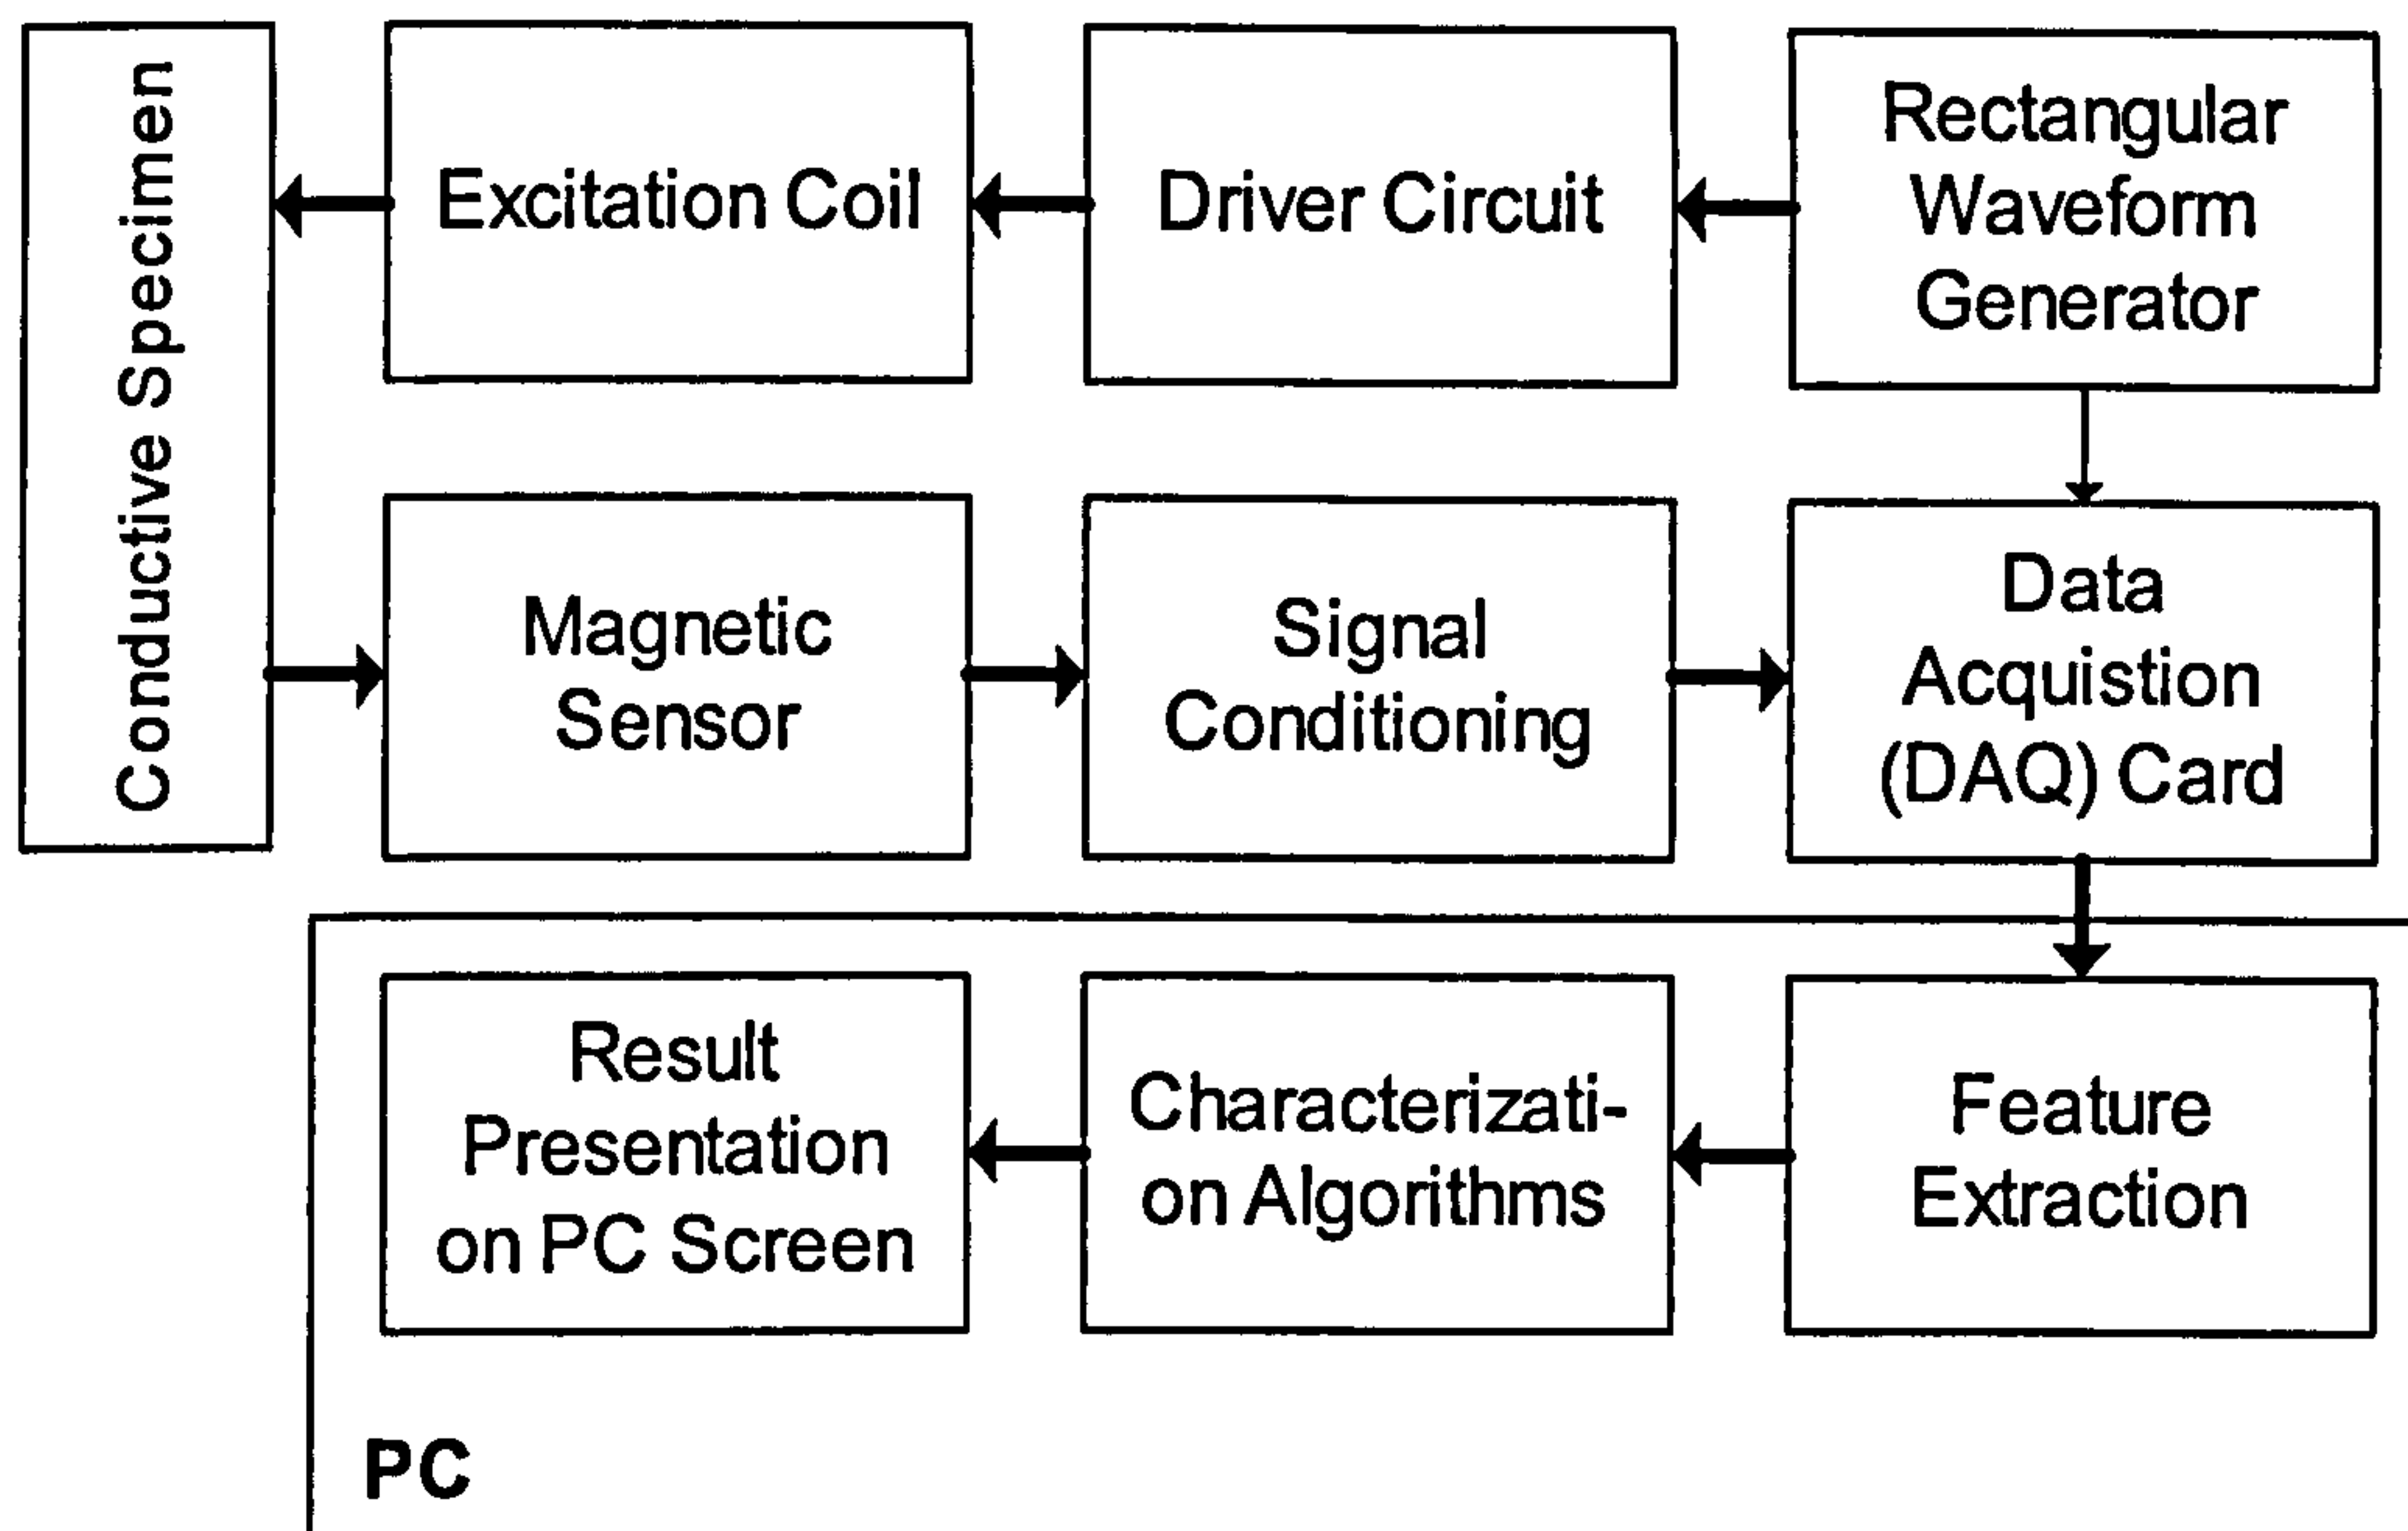 Conductive Specimen
Excitation Coil
Driver Circuit
Rectangular
Waveform
Generator
Magnetic
Sensor
Signal
Conditioning
Data
Acquistion
(DAQ) Card
Result
Presentation
on PC Screen
Characterizati-
on Algorithms
Feature
Extraction
PC